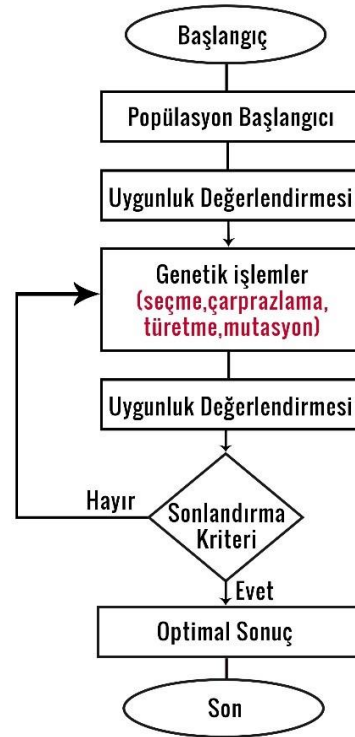 Başlangıç
Popülasyon Başlangıcı
Uygunluk Değerlendirmesi
Genetik işlemler
(seçme,çarprazlama,
türetme,mutasyon)
Uygunluk Değerlendirmesi
Hayır
Sonlandırma
Kriteri
Evet
Optimal Sonuç
Son